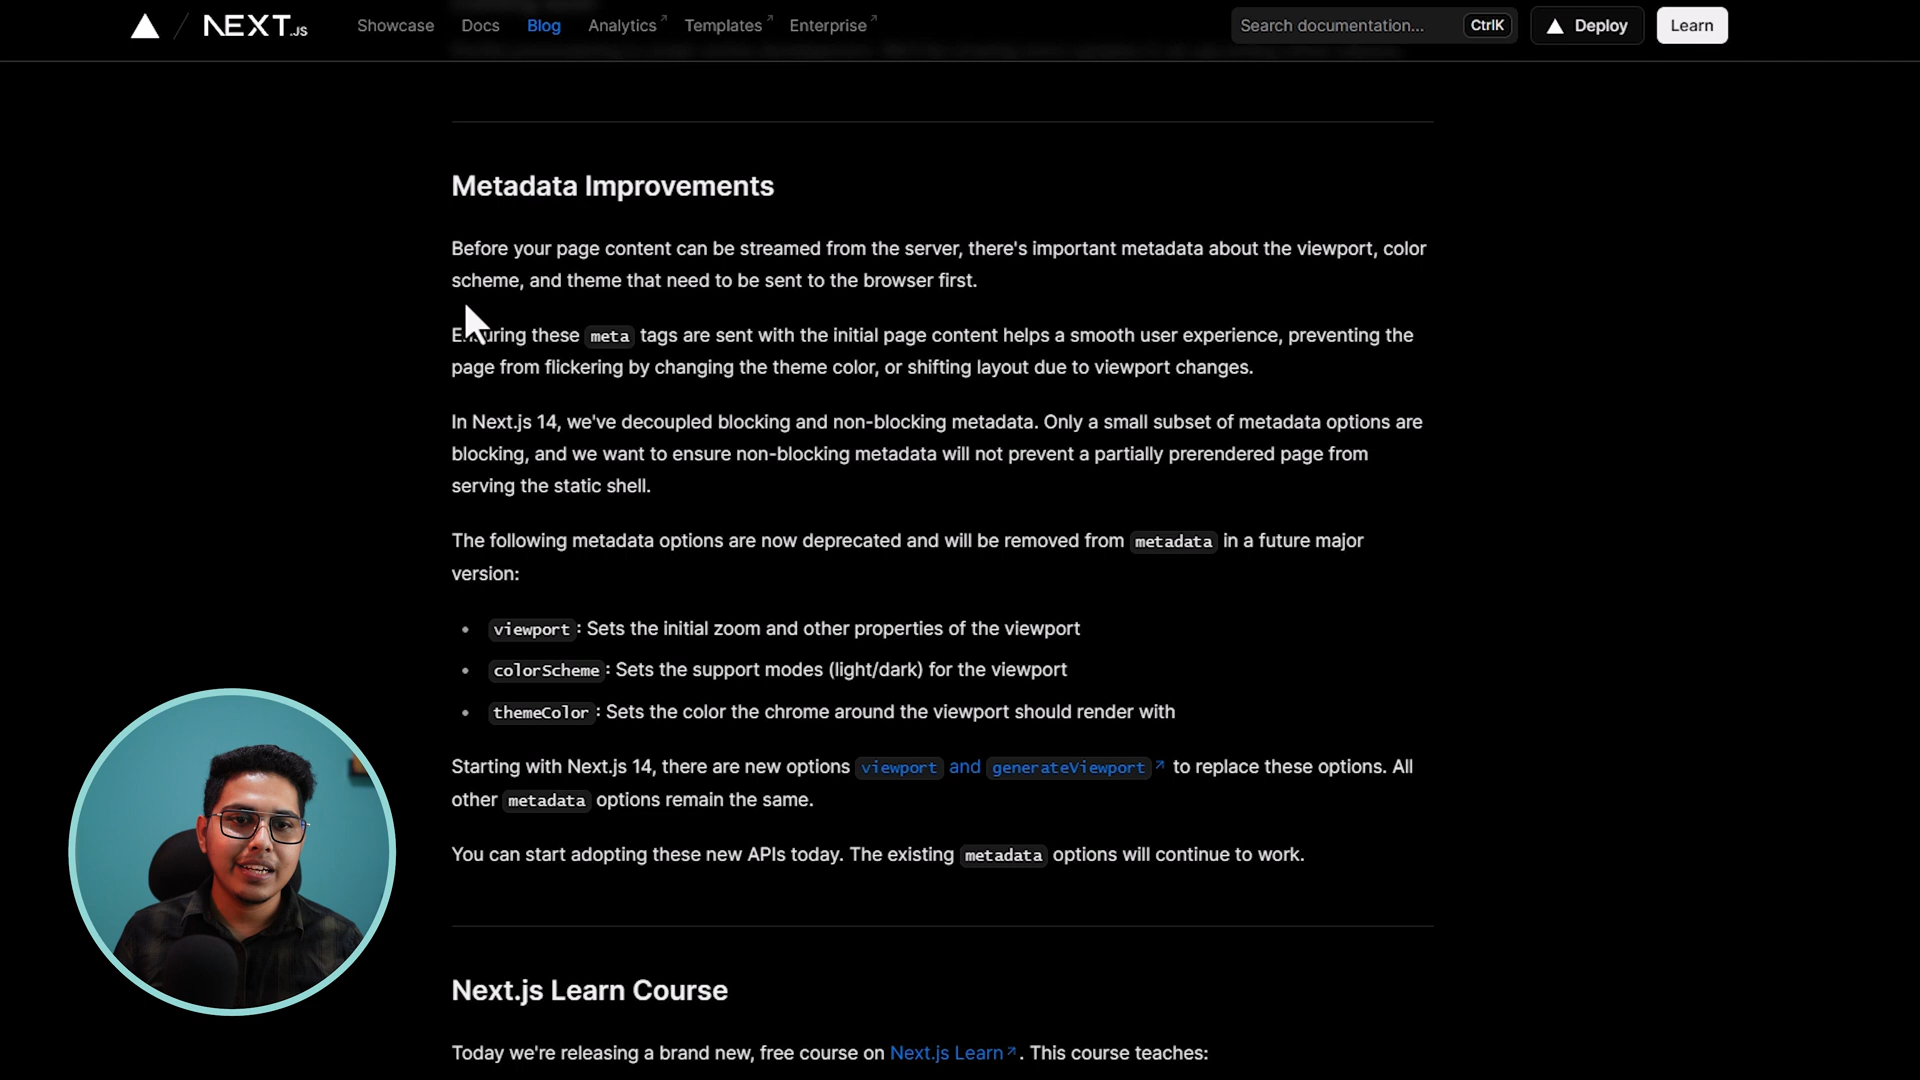 NEXT.JS Showcase Docs Blog Analytics Templates Enterprise Search documentation... CtrlK Deploy Learn
Metadata Improvements
Before your page content can be streamed from the server, there's important metadata about the viewport, color
scheme, and theme that need to be sent to the browser first.
Ensuring these meta tags are sent with the initial page content helps a smooth user experience, preventing the
page from flickering by changing the theme color, or shifting layout due to viewport changes.
In Next.js 14, we've decoupled blocking and non-blocking metadata. Only a small subset of metadata options are
blocking, and we want to ensure non-blocking metadata will not prevent a partially prerendered page from
serving the static shell.
The following metadata options are now deprecated and will be removed from metadata in a future major
version:
• viewport: Sets the initial zoom and other properties of the viewport
• colorScheme: Sets the support modes (light/dark) for the viewport
• themeColor: Sets the color the chrome around the viewport should render with
Starting with Next.js 14, there are new options viewport and generateViewport to replace these options. All
other metadata options remain the same.
You can start adopting these new APIs today. The existing metadata options will continue to work.
Next.js Learn Course
Today we're releasing a brand new, free course on Next.js Learn. This course teaches: